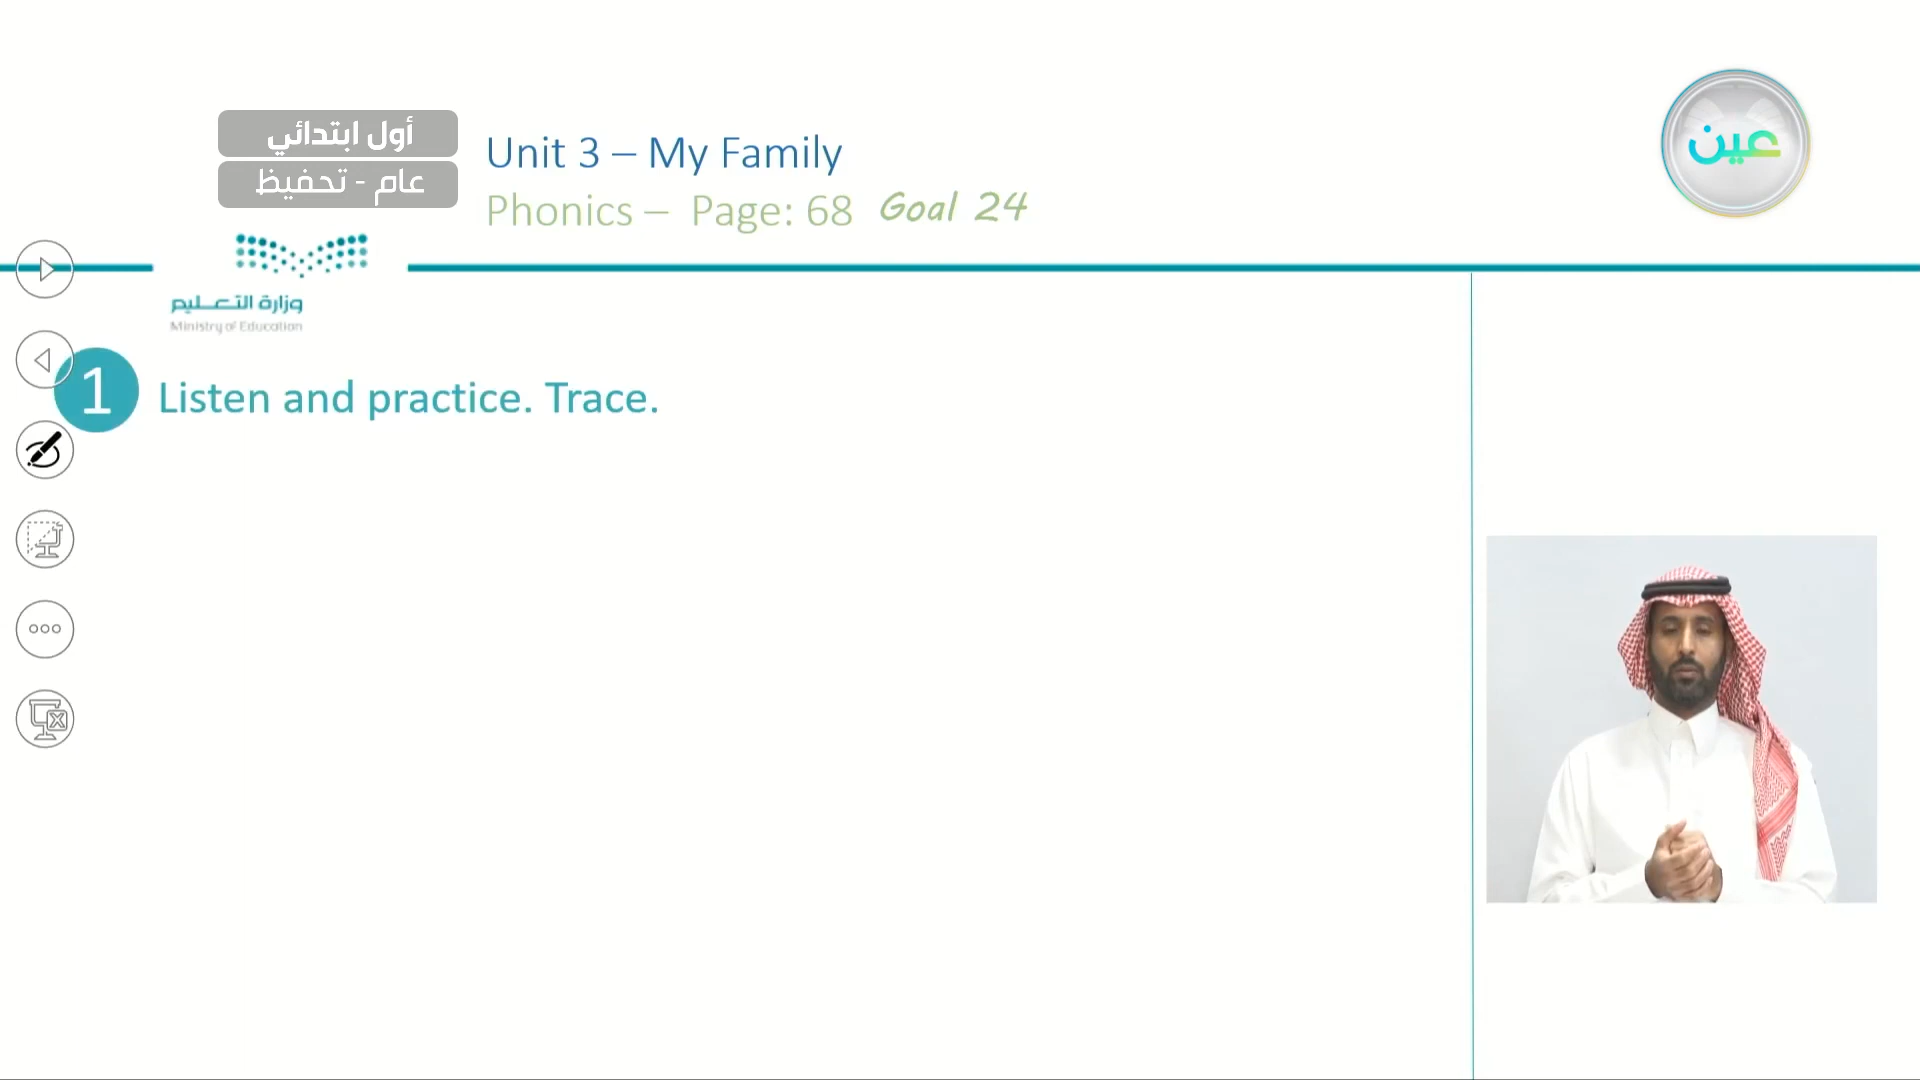 أول ابتدائي
عام - تحفيظ
Unit 3 – My Family
Phonics – Page: 68 Goal 24
عين
وزارة التعليم
Ministry of Education
1 Listen and practice. Trace.